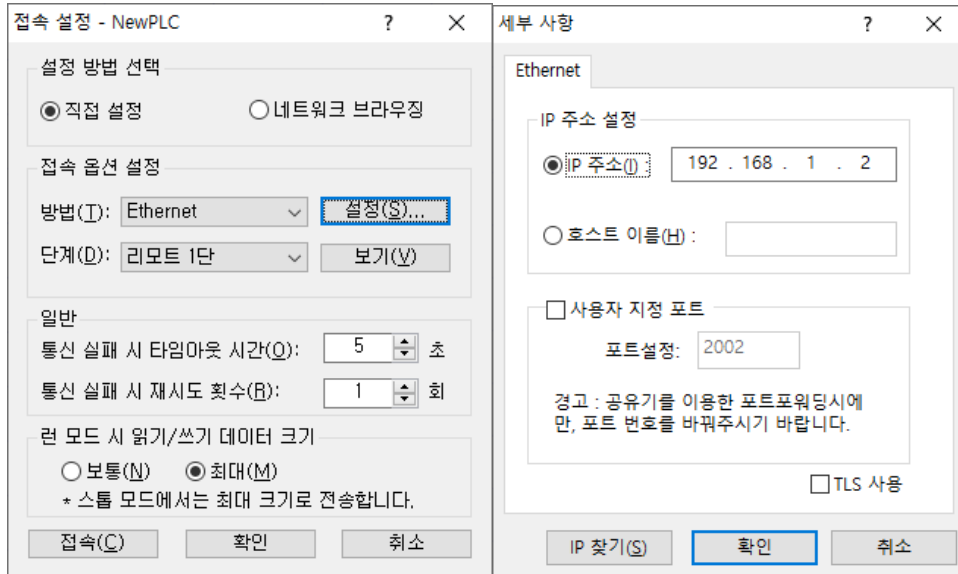 접속 설정 - NewPLC ? ×
설정 방법 선택
직접 설정 네트워크 브라우징
접속 옵션 설정
방법(T): Ethernet 설정(S)...
단계(D): 리모트 1단 보기(V)
일반
통신 실패 시 타임아웃 시간(O): 5 초
통신 실패 시 재시도 횟수(R): 1 회
런 모드 시 읽기/쓰기 데이터 크기
보통(N) 최대(M)
* 스톱 모드에서는 최대 크기로 전송합니다.
접속(C) 확인 취소
세부 사항 ? ×
Ethernet
IP 주소 설정
IP 주소(I) : 192 . 168 . 1 . 2
호스트 이름(H) :
사용자 지정 포트
포트설정: 2002
경고 : 공유기를 이용한 포트포워딩시에
만, 포트 번호를 바꿔주시기 바랍니다.
TLS 사용
IP 찾기(S) 확인 취소